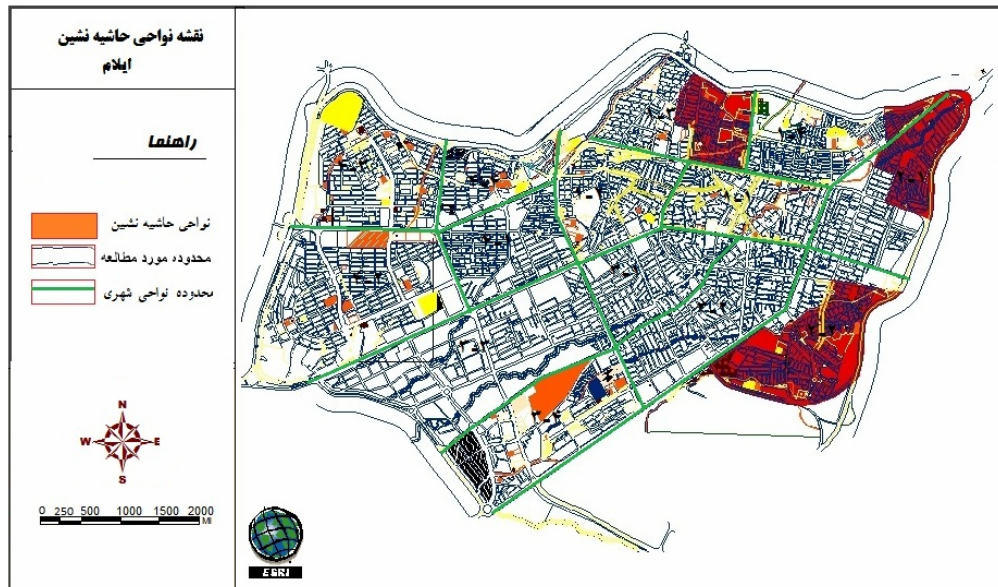 نقشه نواحی حاشیه نشین
ایلام
راهنما
نواحی حاشیه نشین
محدوده مورد مطالعه
محدوده نواحی شهری
N
W E
S
0 250 500 1000 1500 2000
MI
ESRI